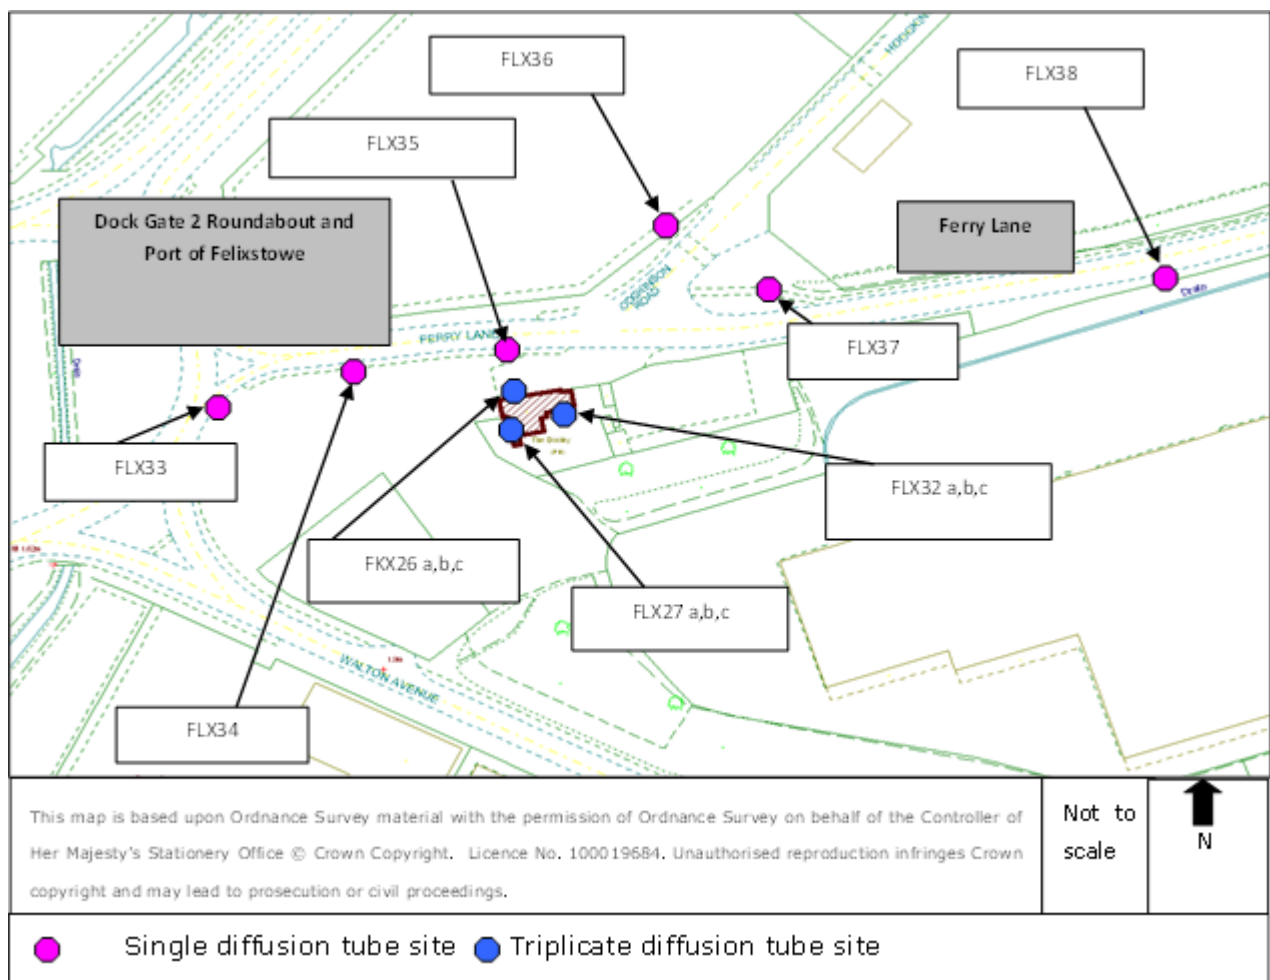 HODGKIN
FLX36
FLX38
FLX35
Dock Gate 2 Roundabout and
Port of Felixstowe
Ferry Lane
ROAD
Drain
FERRY LANE
FLX37
FLX33
FLX32 a,b,c
FKX26 a,b,c
FLX27 a,b,c
WALTON AVENUE
FLX34
This map is based upon Ordnance Survey material with the permission of Ordnance Survey on behalf of the Controller of
Her Majesty's Stationery Office © Crown Copyright. Licence No. 100019684. Unauthorised reproduction infringes Crown
copyright and may lead to prosecution or civil proceedings.
Not to
scale
N
Single diffusion tube site
Triplicate diffusion tube site